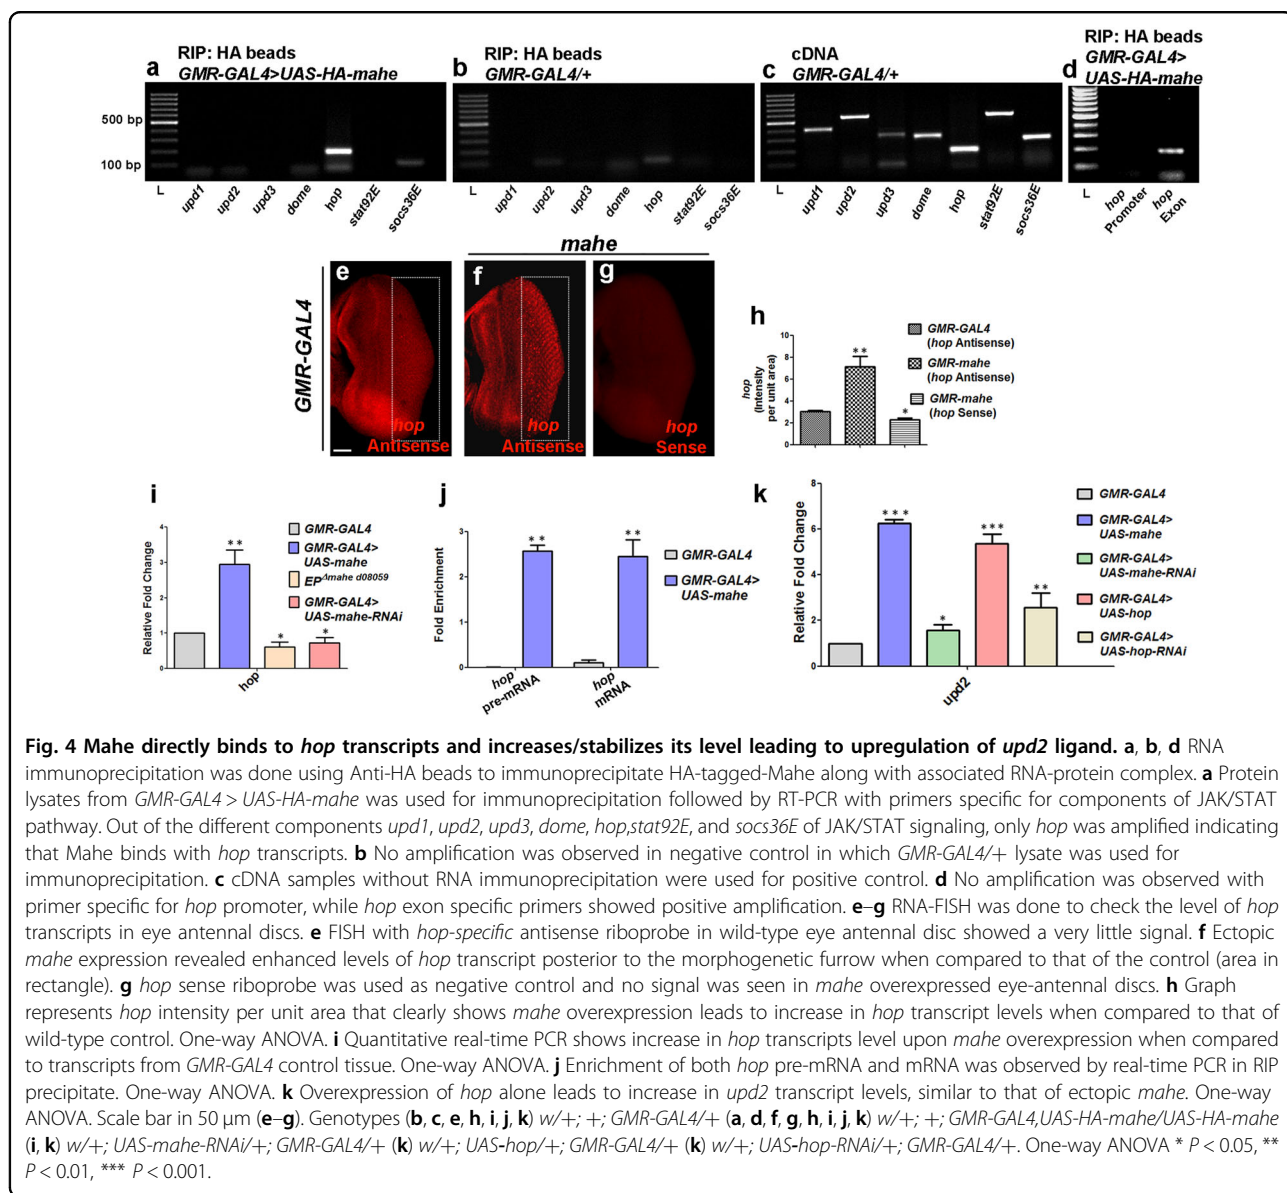 RIP: HA beads
a GMR-GAL4>UAS-HA-mahe
500 bp
100 bp
L upd1 upd2 upd3 dome hop stat92E socs36E
RIP: HA beads
b GMR-GAL4/+
L upd1 upd2 upd3 dome hop stat92E socs36E
cDNA
c GMR-GAL4/+
L upd1 upd2 upd3 dome hop stat92E socs36E
RIP: HA beads
GMR-GAL4>
d UAS-HA-mahe
L hop Promoter hop Exon
mahe
GMR-GAL4
e
hop
Antisense
f
hop
Antisense
g
hop
Sense
h
hop
(Intensity
per unit area)
10
8
6
4
2
0
**
*
GMR-GAL4
(hop Antisense)
GMR-mahe
(hop Antisense)
GMR-mahe
(hop Sense)
i
Relative Fold Change
4
3
2
1
0
**
*
*
hop
GMR-GAL4
GMR-GAL4>
UAS-mahe
EP^Δmahe d08059
GMR-GAL4>
UAS-mahe-RNAi
j
Fold Enrichment
3
2
1
0
**
**
hop
pre-mRNA
hop
mRNA
GMR-GAL4
GMR-GAL4>
UAS-mahe
k
Relative Fold Change
8
6
4
2
0
***
*
***
**
upd2
GMR-GAL4
GMR-GAL4>
UAS-mahe
GMR-GAL4>
UAS-mahe-RNAi
GMR-GAL4>
UAS-hop
GMR-GAL4>
UAS-hop-RNAi
Fig. 4 Mahe directly binds to hop transcripts and increases/stabilizes its level leading to upregulation of upd2 ligand. a, b, d RNA
immunoprecipitation was done using Anti-HA beads to immunoprecipitate HA-tagged-Mahe along with associated RNA-protein complex. a Protein
lysates from GMR-GAL4 > UAS-HA-mahe was used for immunoprecipitation followed by RT-PCR with primers specific for components of JAK/STAT
pathway. Out of the different components upd1, upd2, upd3, dome, hop,stat92E, and socs36E of JAK/STAT signaling, only hop was amplified indicating
that Mahe binds with hop transcripts. b No amplification was observed in negative control in which GMR-GAL4/+ lysate was used for
immunoprecipitation. c cDNA samples without RNA immunoprecipitation were used for positive control. d No amplification was observed with
primer specific for hop promoter, while hop exon specific primers showed positive amplification. e–g RNA-FISH was done to check the level of hop
transcripts in eye antennal discs. e FISH with hop-specific antisense riboprobe in wild-type eye antennal disc showed a very little signal. f Ectopic
mahe expression revealed enhanced levels of hop transcript posterior to the morphogenetic furrow when compared to that of the control (area in
rectangle). g hop sense riboprobe was used as negative control and no signal was seen in mahe overexpressed eye-antennal discs. h Graph
represents hop intensity per unit area that clearly shows mahe overexpression leads to increase in hop transcript levels when compared to that of
wild-type control. One-way ANOVA. i Quantitative real-time PCR shows increase in hop transcripts level upon mahe overexpression when compared
to transcripts from GMR-GAL4 control tissue. One-way ANOVA. j Enrichment of both hop pre-mRNA and mRNA was observed by real-time PCR in RIP
precipitate. One-way ANOVA. k Overexpression of hop alone leads to increase in upd2 transcript levels, similar to that of ectopic mahe. One-way
ANOVA. Scale bar in 50 μm (e–g). Genotypes (b, c, e, h, i, j, k) w/+; +; GMR-GAL4/+ (a, d, f, g, h, i, j, k) w/+; +; GMR-GAL4,UAS-HA-mahe/UAS-HA-mahe
(i, k) w/+; UAS-mahe-RNAi/+; GMR-GAL4/+ (k) w/+; UAS-hop/+; GMR-GAL4/+ (k) w/+; UAS-hop-RNAi/+; GMR-GAL4/+. One-way ANOVA * P < 0.05, **
P < 0.01, *** P < 0.001.